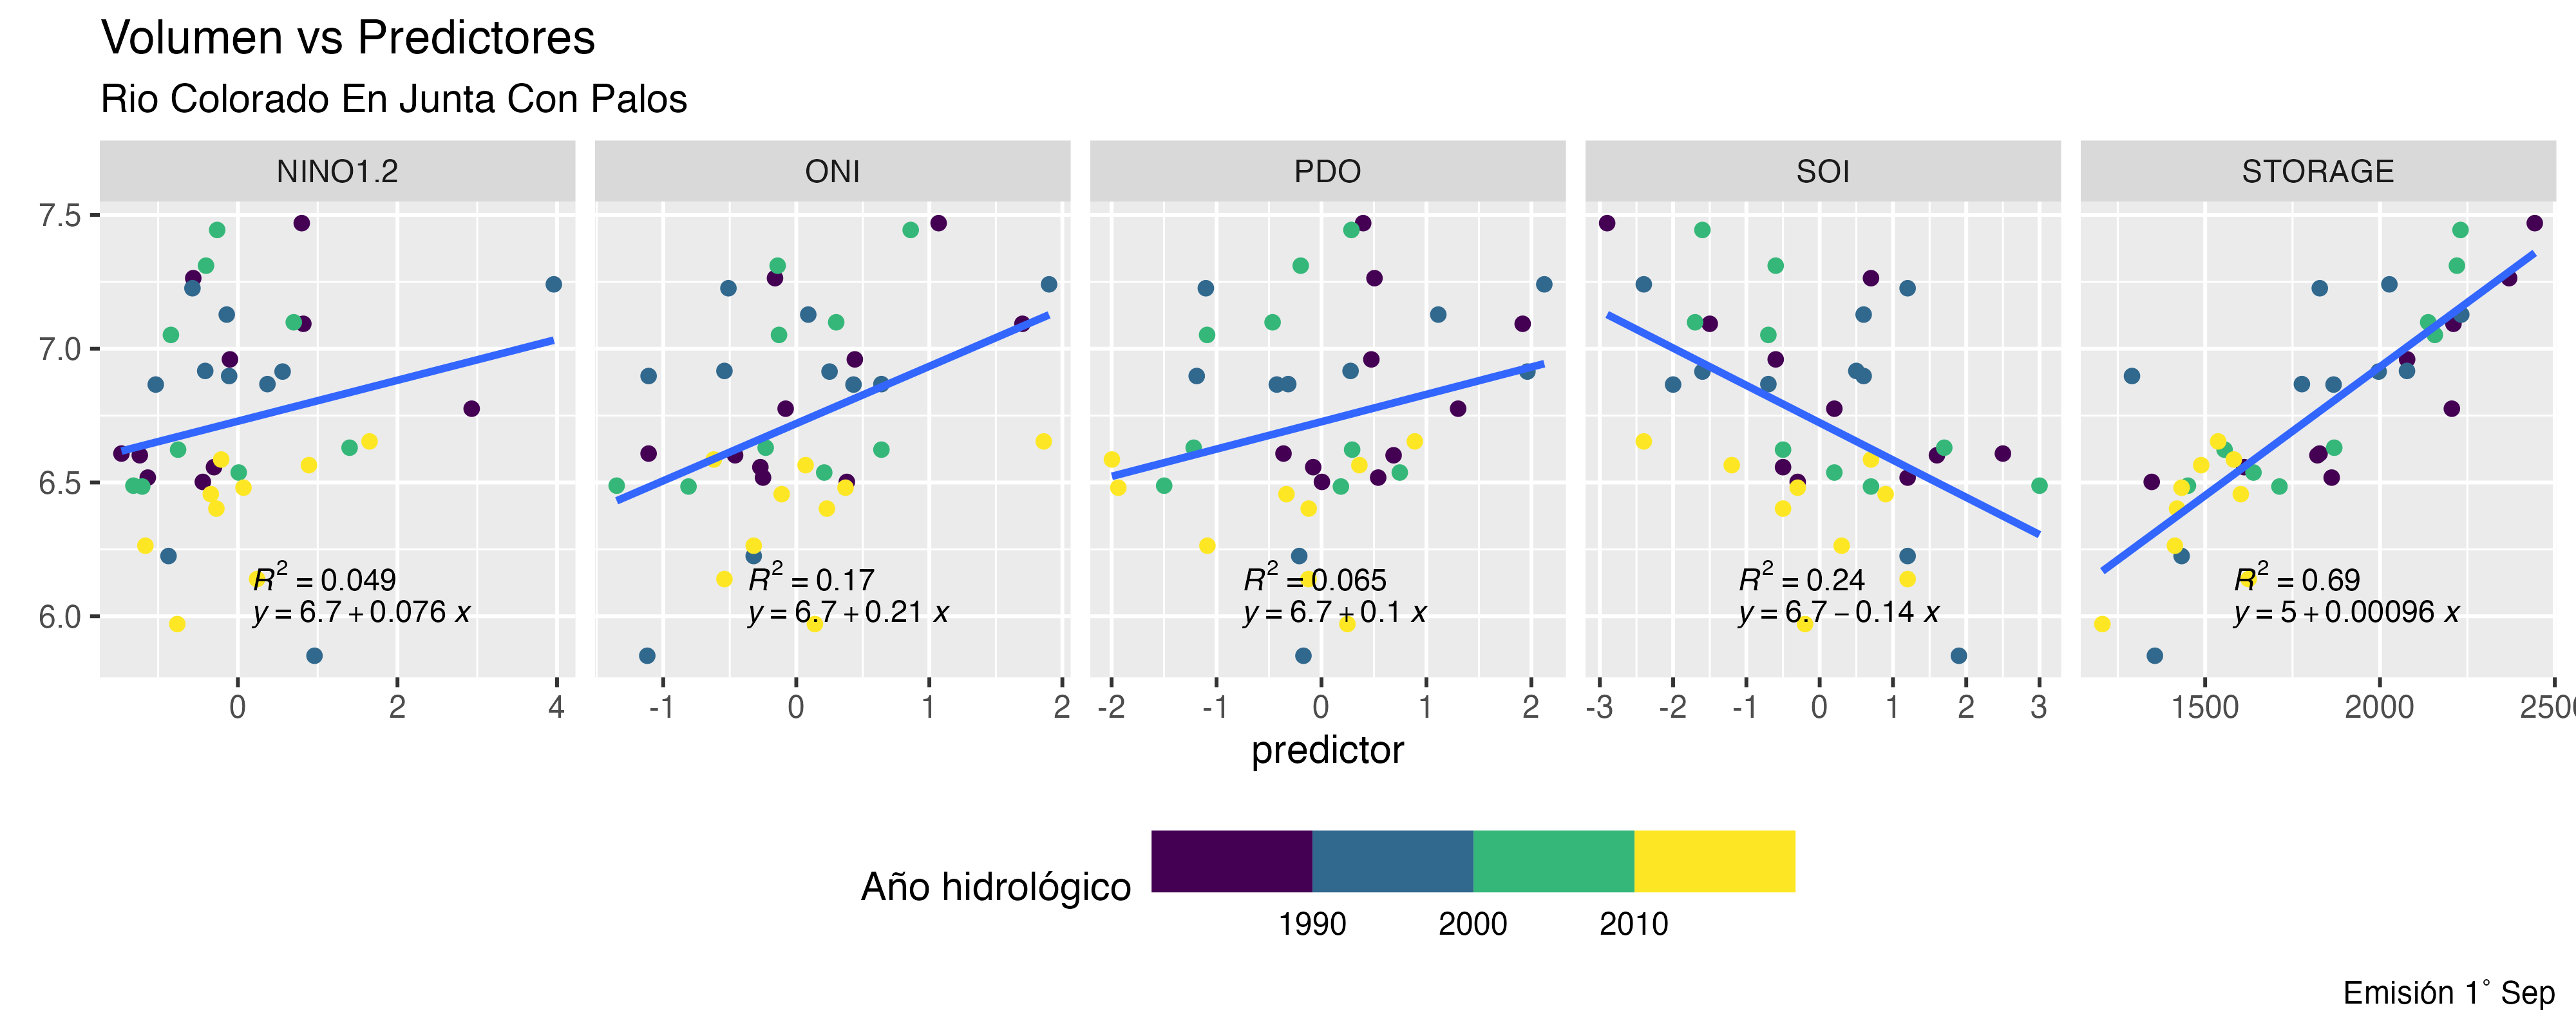 Volumen vs Predictores
Rio Colorado En Junta Con Palos
NINO1.2 ONI PDO SOI STORAGE
7.5
7.0
6.5
6.0
R² = 0.049 R² = 0.17 R² = 0.065 R² = 0.24 R² = 0.69
y = 6.7 + 0.076 x y = 6.7 + 0.21 x y = 6.7 + 0.1 x y = 6.7 − 0.14 x y = 5 + 0.00096 x
0 2 4 -1 0 1 2 -2 -1 0 1 2 -3 -2 -1 0 1 2 3 1500 2000 2500
predictor
Año hidrológico
1990 2000 2010
Emisión 1° Sep